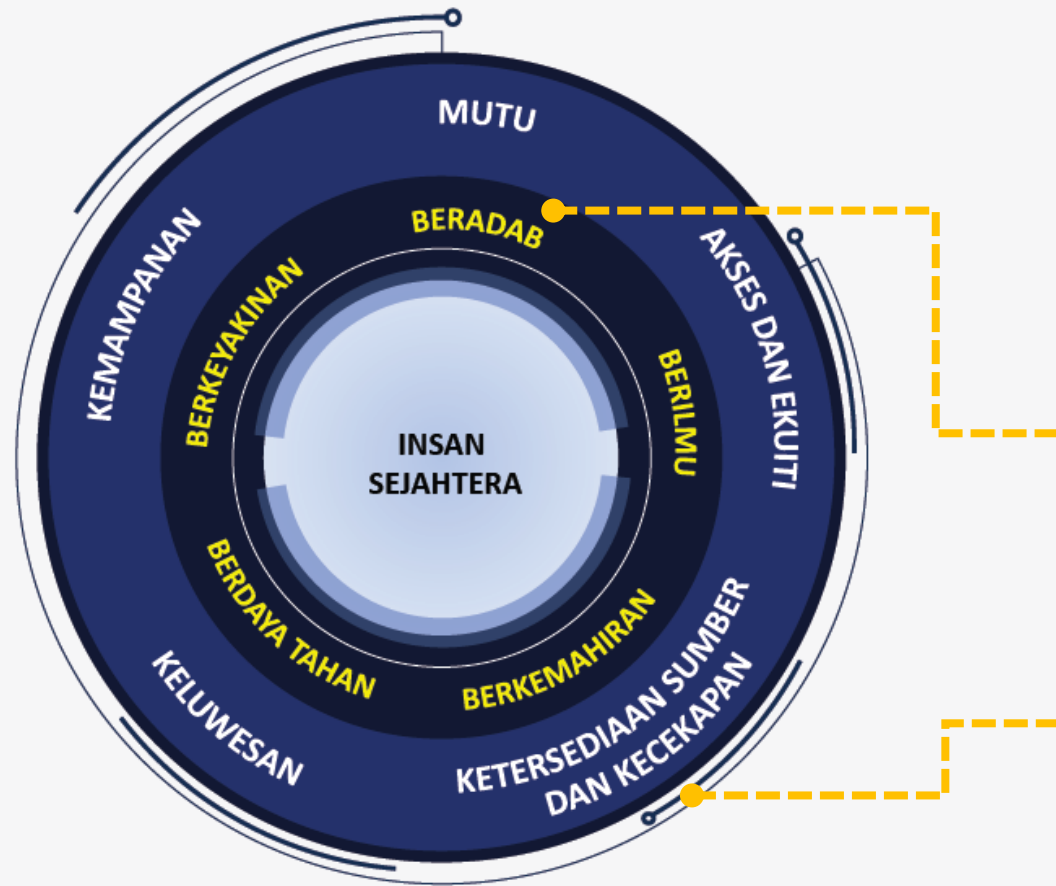 MUTU
AKSES DAN EKUITI
KETERSEDIAAN SUMBER
DAN KECEKAPAN
KELUWESAN
KEMAMPANAN
BERADAB
BERILMU
BERKEMAHIRAN
BERDAYA TAHAN
BERKEYAKINAN
INSAN
SEJAHTERA